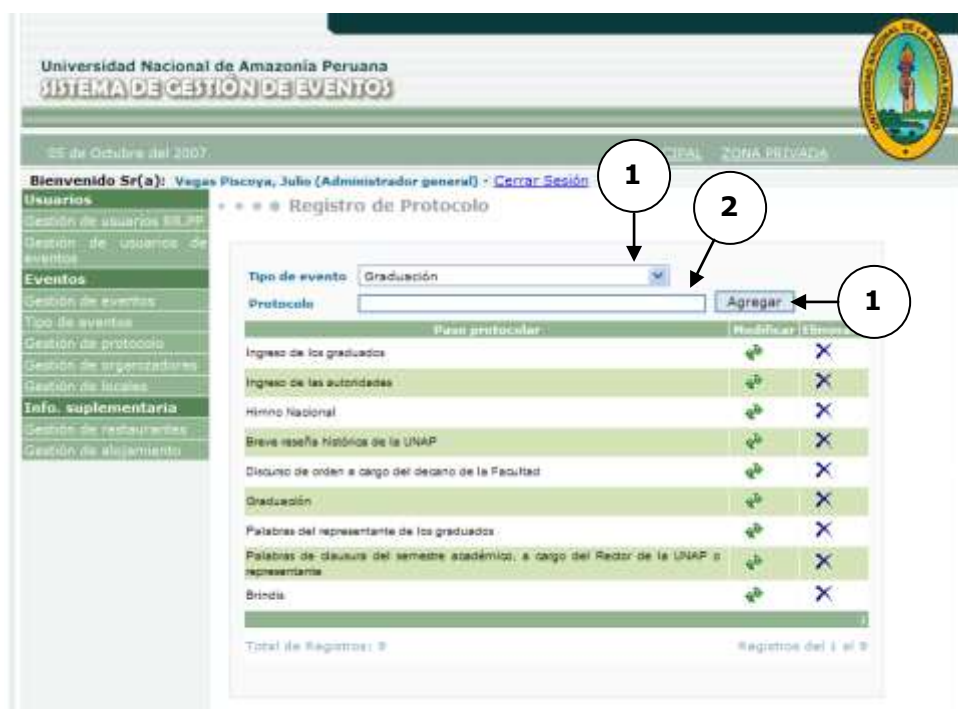 Universidad Nacional de Amazonia Peruana
SISTEMA DE GESTIÓN DE EVENTOS
05 de Octubre del 2007
ZONA PRIVADA
Bienvenido Sr(a): Vegas Piscoya, Julio (Administrador general) - Cerrar Sesión
1
Usuarios
Registro de Protocolo
2
Gestión de usuarios RR.PP
Gestión de usuarios de eventos
Eventos
Gestión de eventos
Tipo de eventos
Gestión de protocolo
Gestión de organizadores
Gestión de locales
Info. suplementaria
Gestión de restaurantes
Gestión de alojamiento
Tipo de evento Graduación
Protocolo Agregar 1
Paso protocolar Modificar Eliminar
Ingreso de los graduados
Ingreso de las autoridades
Himno Nacional
Breve reseña histórica de la UNAP
Discurso de orden a cargo del decano de la Facultad
Graduación
Palabras del representante de los graduados
Palabras de clausura del semestre académico, a cargo del Rector de la UNAP o
representante
Brindis
1
Total de Registros: 9 Registros del 1 al 9